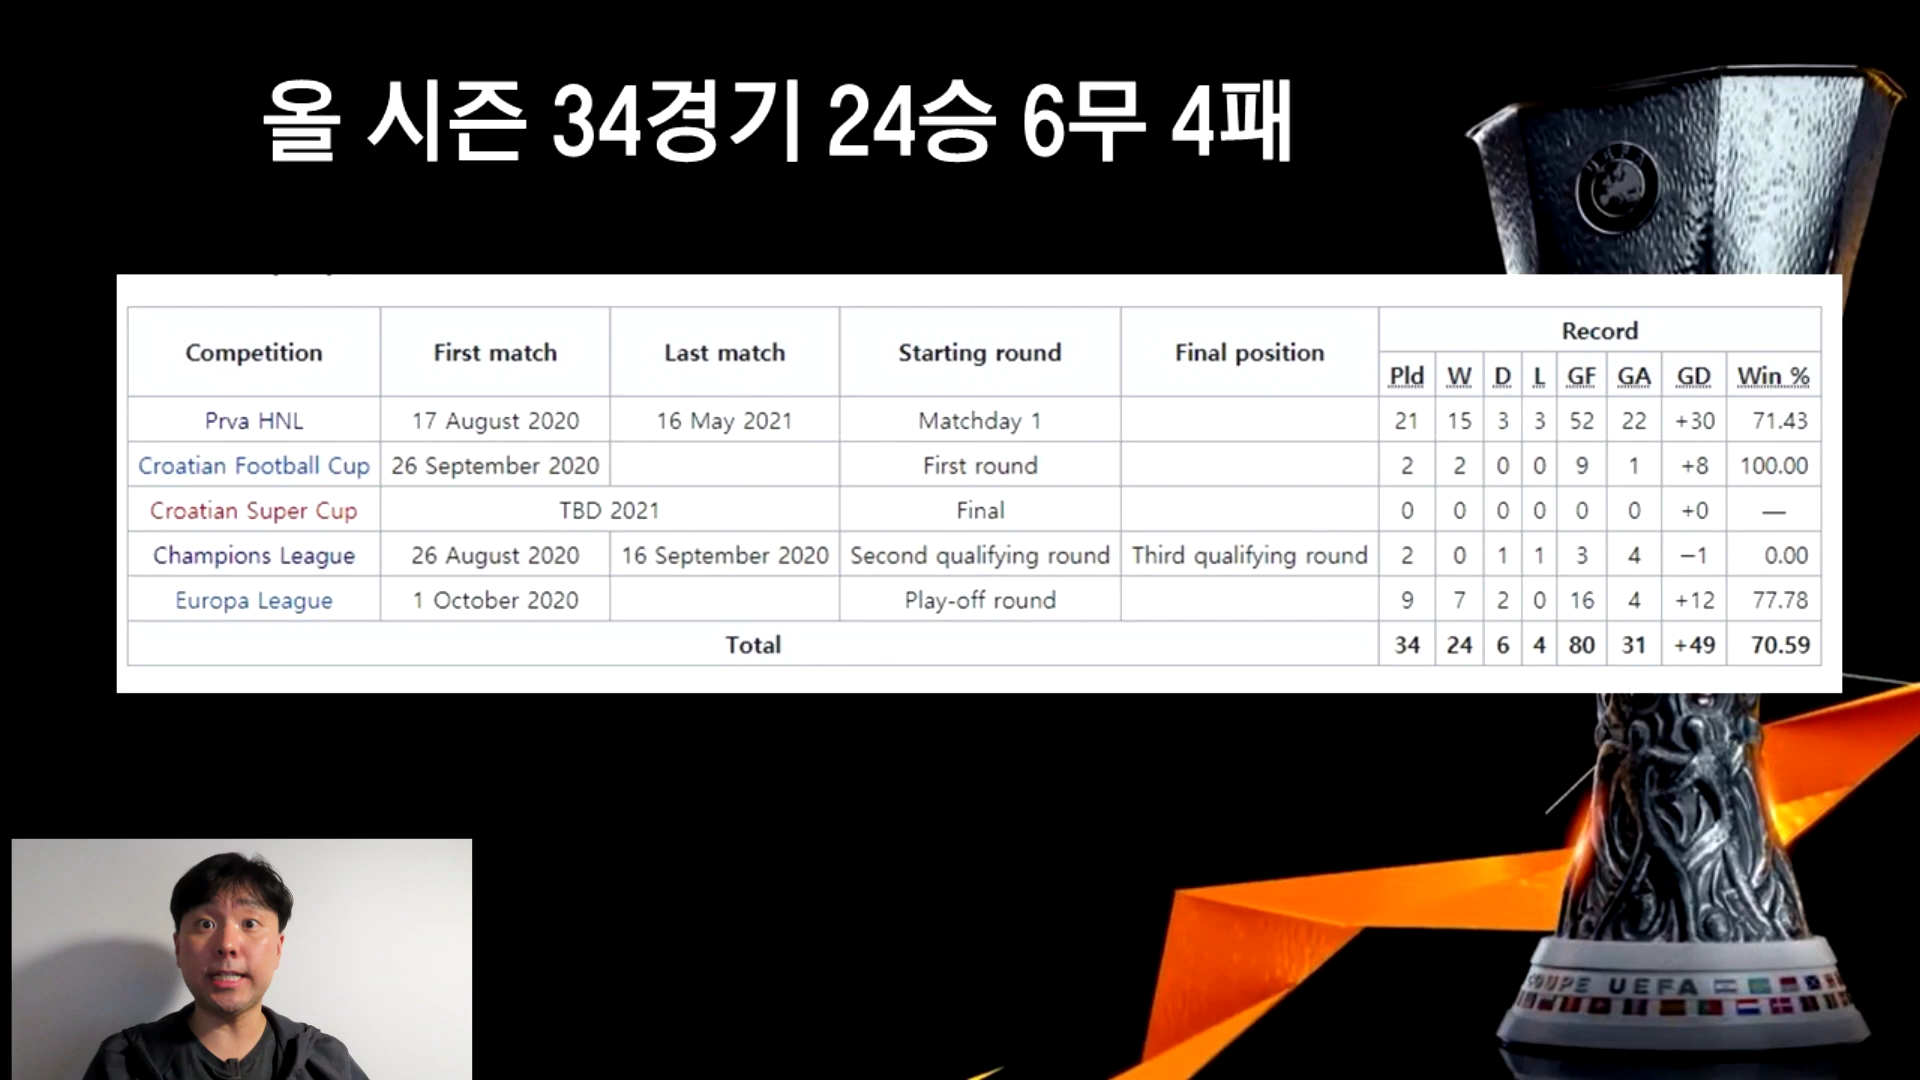 올 시즌 34경기 24승 6무 4패
UEFA
Competition First match Last match Starting round Final position Record
Pld W D L GF GA GD Win %
Prva HNL 17 August 2020 16 May 2021 Matchday 1 21 15 3 3 52 22 +30 71.43
Croatian Football Cup 26 September 2020 First round 2 2 0 0 9 1 +8 100.00
Croatian Super Cup TBD 2021 Final 0 0 0 0 0 0 +0 —
Champions League 26 August 2020 16 September 2020 Second qualifying round Third qualifying round 2 0 1 1 3 4 −1 0.00
Europa League 1 October 2020 Play-off round 9 7 2 0 16 4 +12 77.78
Total 34 24 6 4 80 31 +49 70.59
COUPE UEFA